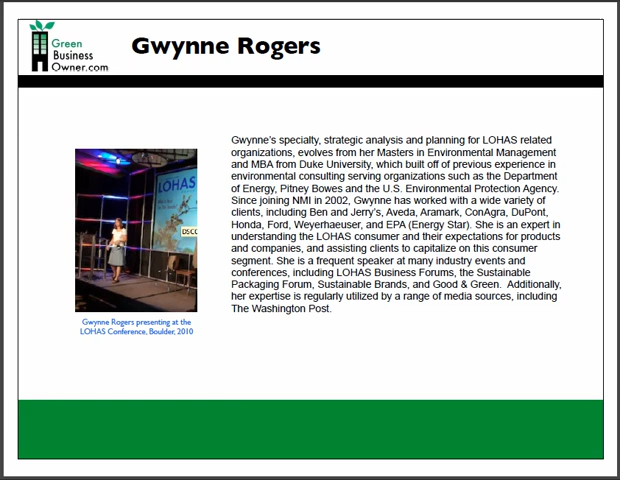 Green
Business
Owner.com
Gwynne Rogers
Gwynne's specialty, strategic analysis and planning for LOHAS related
organizations, evolves from her Masters in Environmental Management
and MBA from Duke University, which built off of previous experience in
environmental consulting serving organizations such as the Department
of Energy, Pitney Bowes and the U.S. Environmental Protection Agency.
Since joining NMI in 2002, Gwynne has worked with a wide variety of
clients, including Ben and Jerry's, Aveda, Aramark, ConAgra, DuPont,
Honda, Ford, Weyerhaeuser, and EPA (Energy Star). She is an expert in
understanding the LOHAS consumer and their expectations for products
and companies, and assisting clients to capitalize on this consumer
segment. She is a frequent speaker at many industry events and
conferences, including LOHAS Business Forums, the Sustainable
Packaging Forum, Sustainable Brands, and Good & Green.  Additionally,
her expertise is regularly utilized by a range of media sources, including
The Washington Post.
LOHAS
DSC0
Gwynne Rogers presenting at the
LOHAS Conference, Boulder, 2010